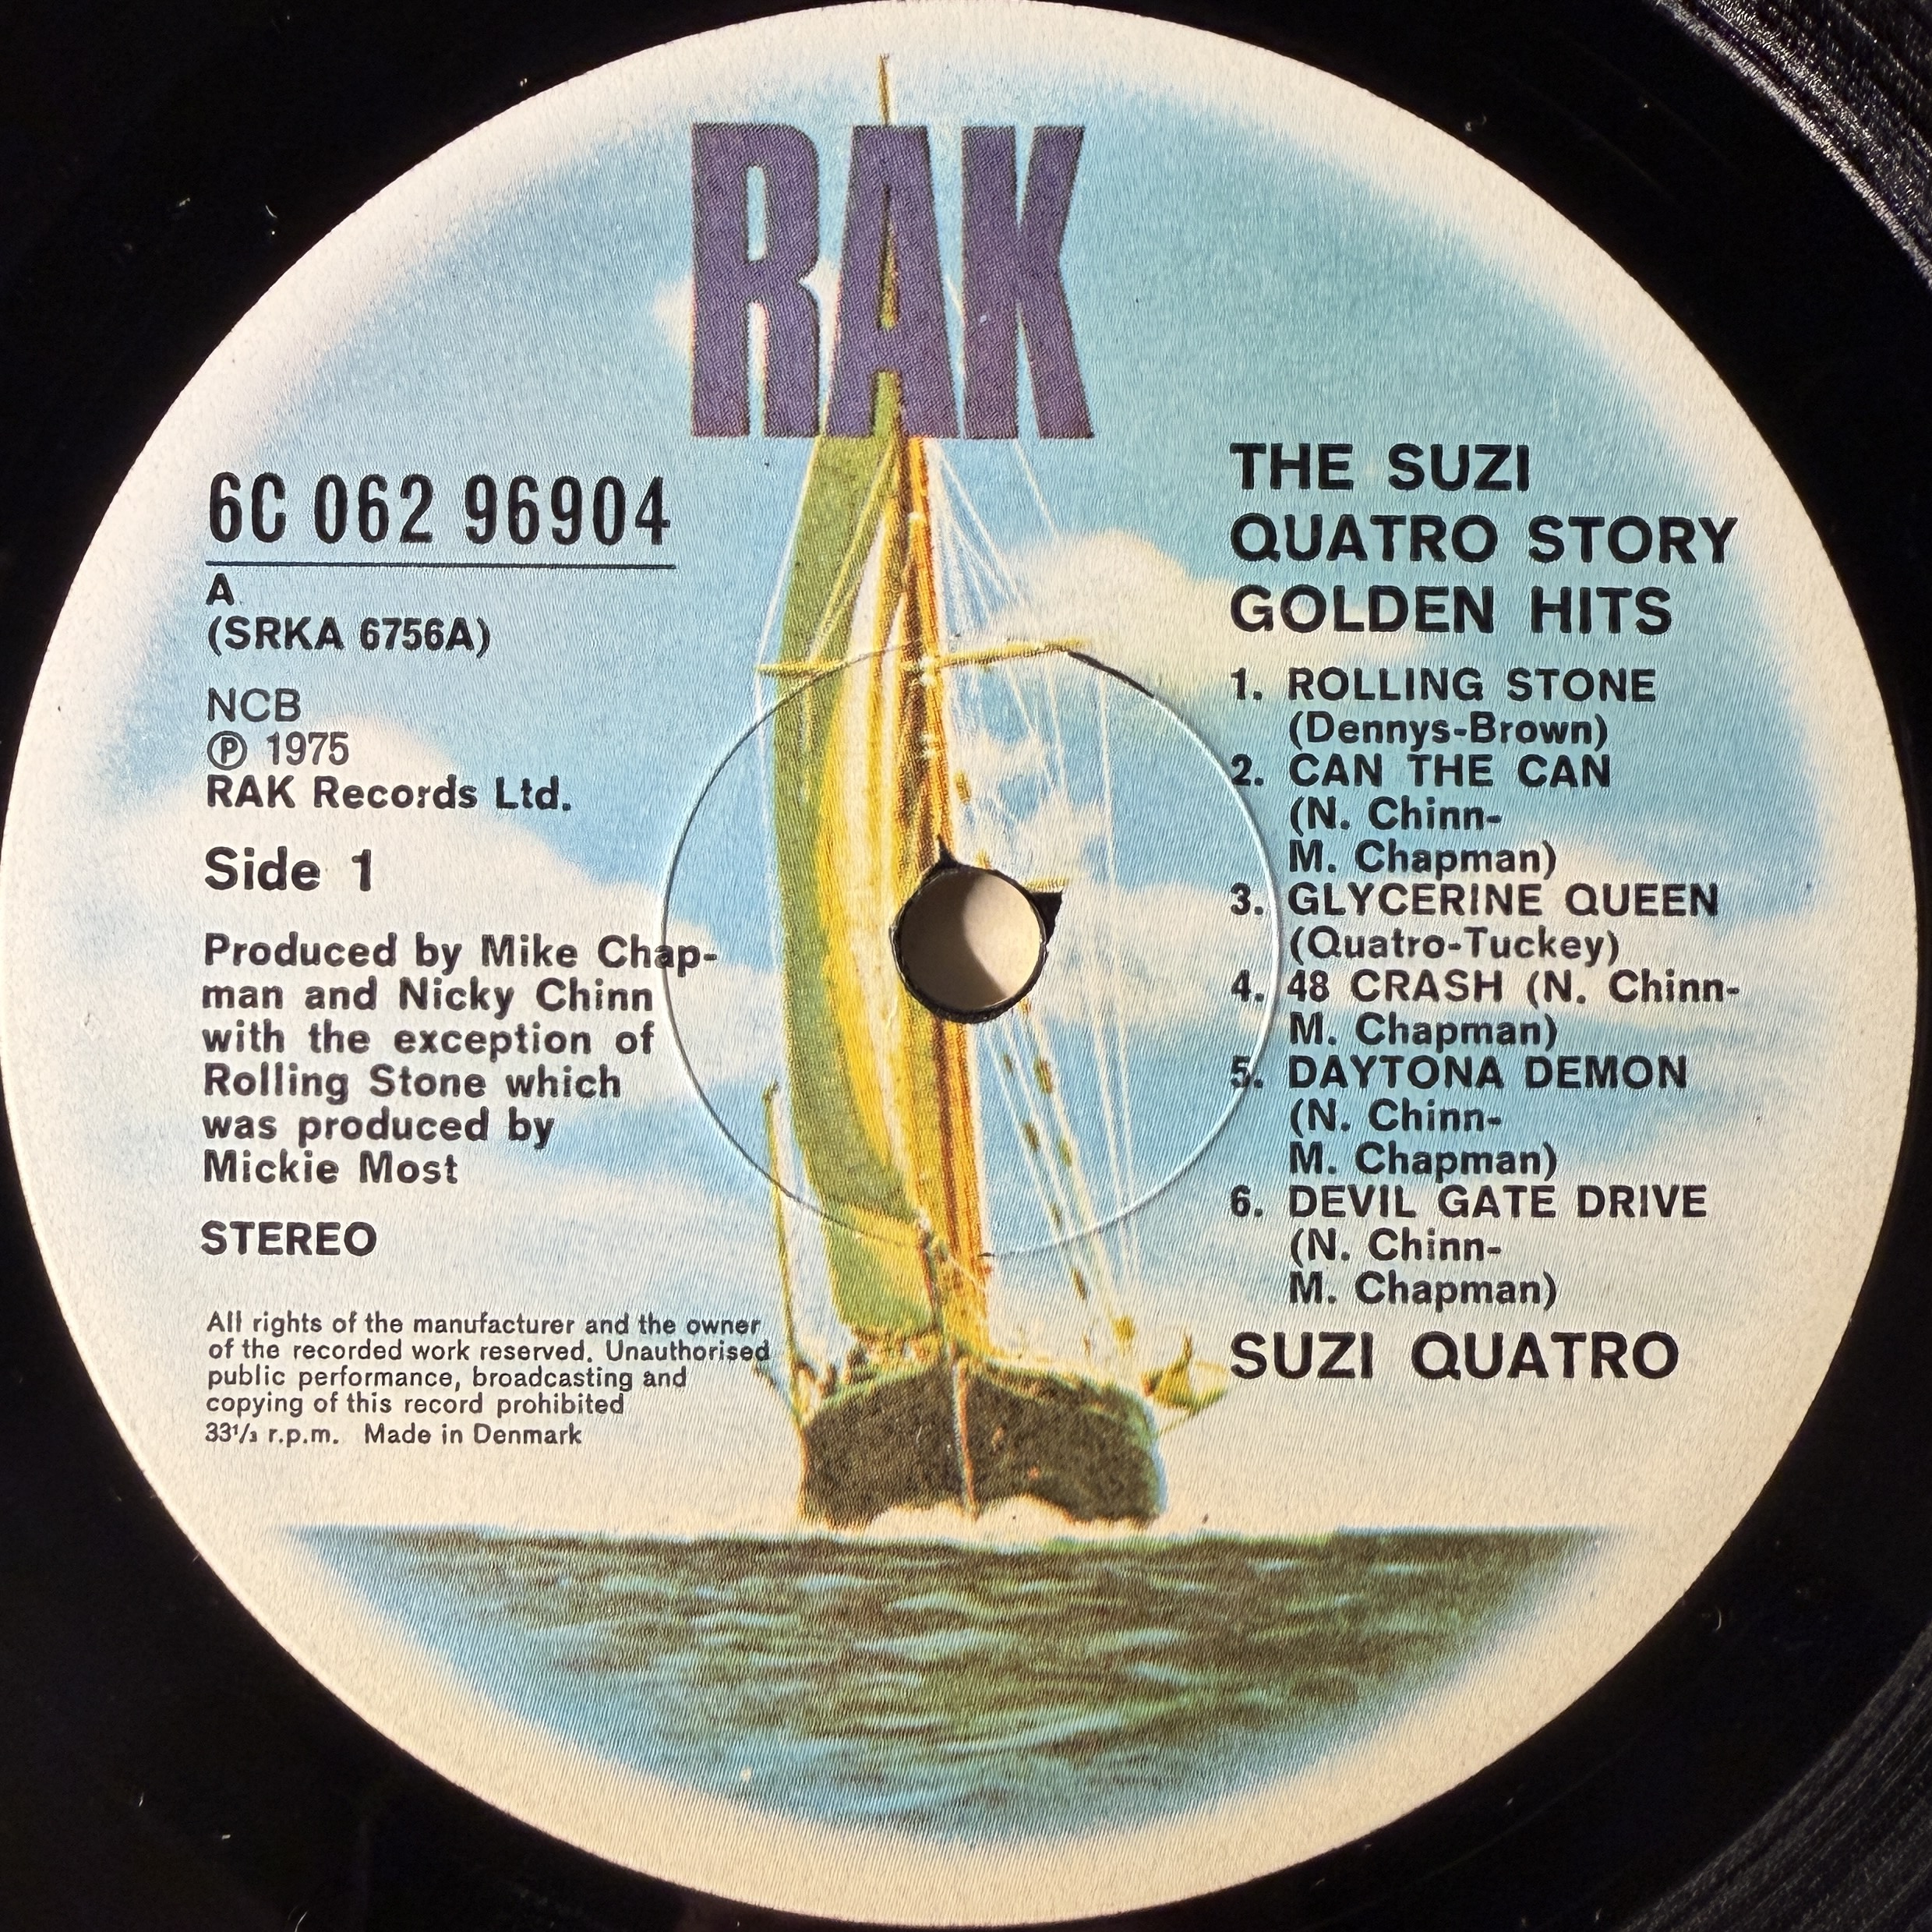 RAK
6C 062 96904
A
(SRKA 6756A)
NCB
Ⓟ 1975
RAK Records Ltd.
Side 1
Produced by Mike Chap-
man and Nicky Chinn
with the exception of
Rolling Stone which
was produced by
Mickie Most
STEREO
All rights of the manufacturer and the owner
of the recorded work reserved. Unauthorised
public performance, broadcasting and
copying of this record prohibited
33¹/₃ r.p.m. Made in Denmark
THE SUZI
QUATRO STORY
GOLDEN HITS
1. ROLLING STONE
(Dennys-Brown)
2. CAN THE CAN
(N. Chinn-
M. Chapman)
3. GLYCERINE QUEEN
(Quatro-Tuckey)
4. 48 CRASH (N. Chinn-
M. Chapman)
5. DAYTONA DEMON
(N. Chinn-
M. Chapman)
6. DEVIL GATE DRIVE
(N. Chinn-
M. Chapman)
SUZI QUATRO